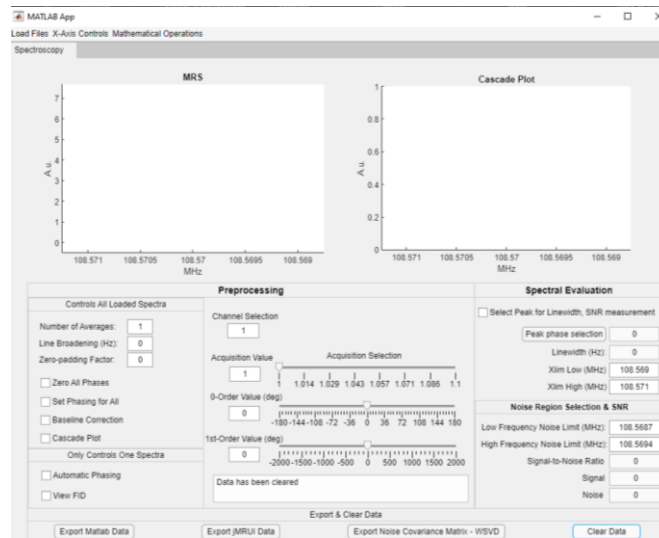 MATLAB App
Load Files X-Axis Controls Mathematical Operations
Spectroscopy
MRS
Cascade Plot
7
6
5
4
3
2
1
0
A.u.
108.571 108.5705 108.57 108.5695 108.569
MHz
1
0.8
0.6
0.4
0.2
0
A.u.
108.571 108.5705 108.57 108.5695 108.569
MHz
Preprocessing
Controls All Loaded Spectra
Number of Averages: 1
Line Broadening (Hz): 0
Zero-padding Factor: 0
Zero All Phases
Set Phasing for All
Baseline Correction
Cascade Plot
Only Controls One Spectra
Automatic Phasing
View FID
Channel Selection
1
Acquisition Value
1
Acquisition Selection
1 1.014 1.029 1.043 1.057 1.071 1.086 1.1
0-Order Value (deg)
0
-180 -144 -108 -72 -36 0 36 72 108 144 180
1st-Order Value (deg)
0
-2000 -1500 -1000 -500 0 500 1000 1500 2000
Data has been cleared
Spectral Evaluation
Select Peak for Linewidth, SNR measurement
Peak phase selection 0
Linewidth (Hz): 0
Xlim Low (MHz) 108.569
Xlim High (MHz) 108.571
Noise Region Selection & SNR
Low Frequency Noise Limit (MHz): 108.5687
High Frequency Noise Limit (MHz): 108.5694
Signal-to-Noise Ratio 0
Signal 0
Noise 0
Export & Clear Data
Export Matlab Data Export jMRUI Data Export Noise Covariance Matrix - WSVD Clear Data